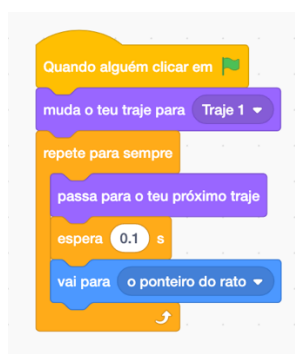 Quando alguém clicar em
muda o teu traje para Traje 1
repete para sempre
passa para o teu próximo traje
espera 0.1 s
vai para o ponteiro do rato